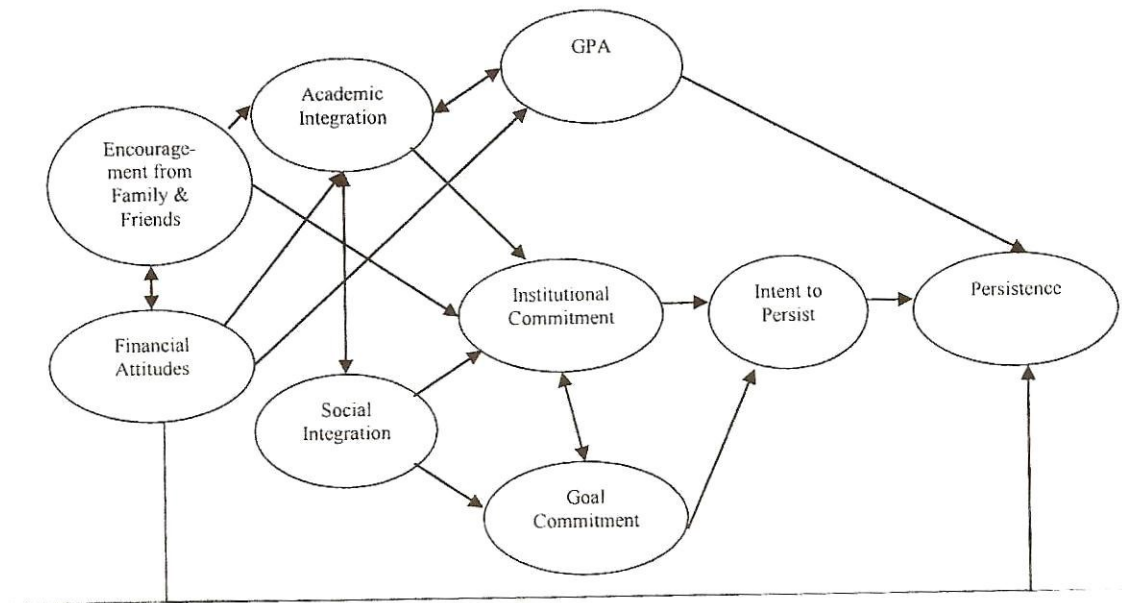 GPA
Academic
Integration
Encourage-
ment from
Family &
Friends
Institutional
Commitment
Intent to
Persist
Persistence
Financial
Attitudes
Social
Integration
Goal
Commitment